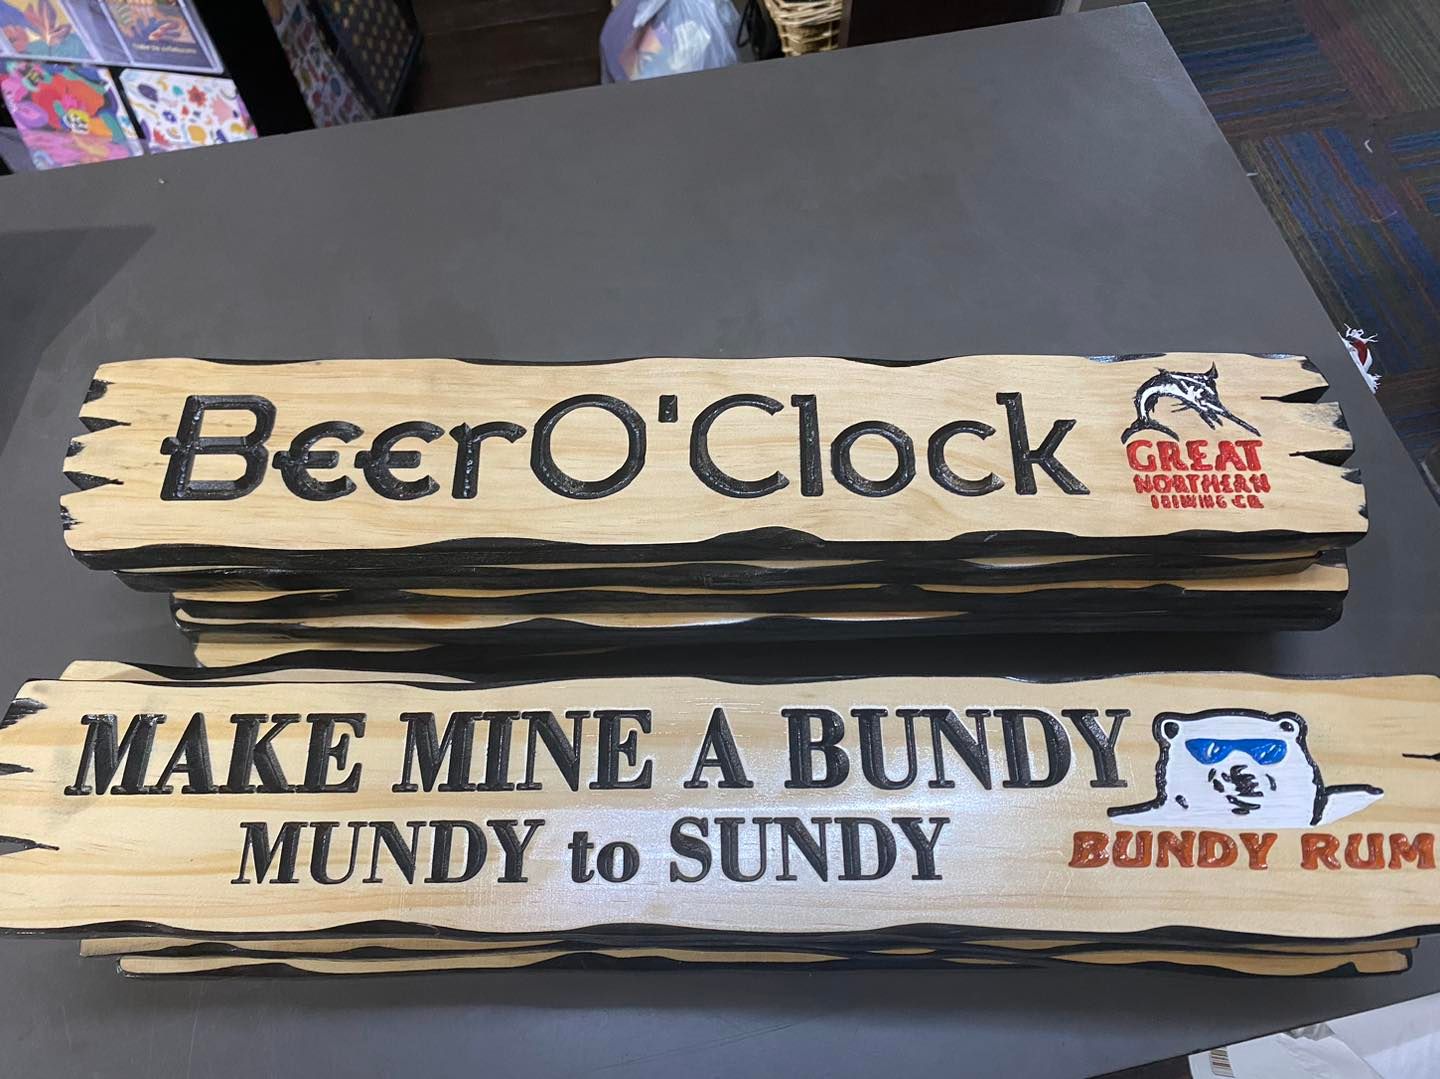 BeerO'Clock
GREAT
NORTHERN
BREWING CO.
MAKE MINE A BUNDY
MUNDY to SUNDY
BUNDY RUM